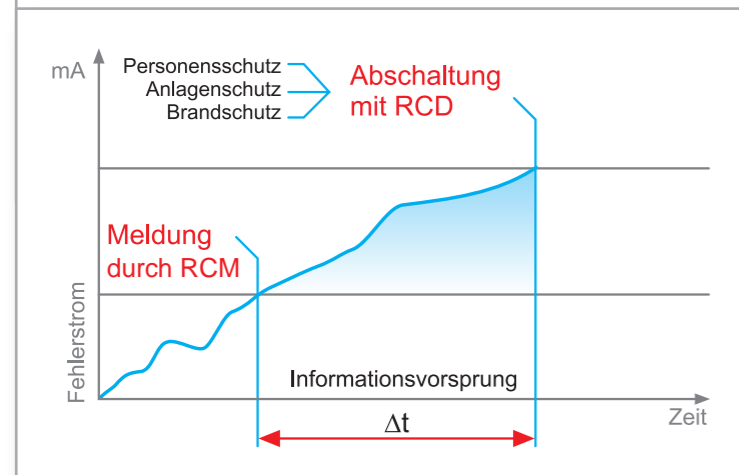 mA
Personensschutz
Anlagenschutz
Brandschutz
Abschaltung
mit RCD
Meldung
durch RCM
Fehlerstrom
Informationsvorsprung
Δt
Zeit